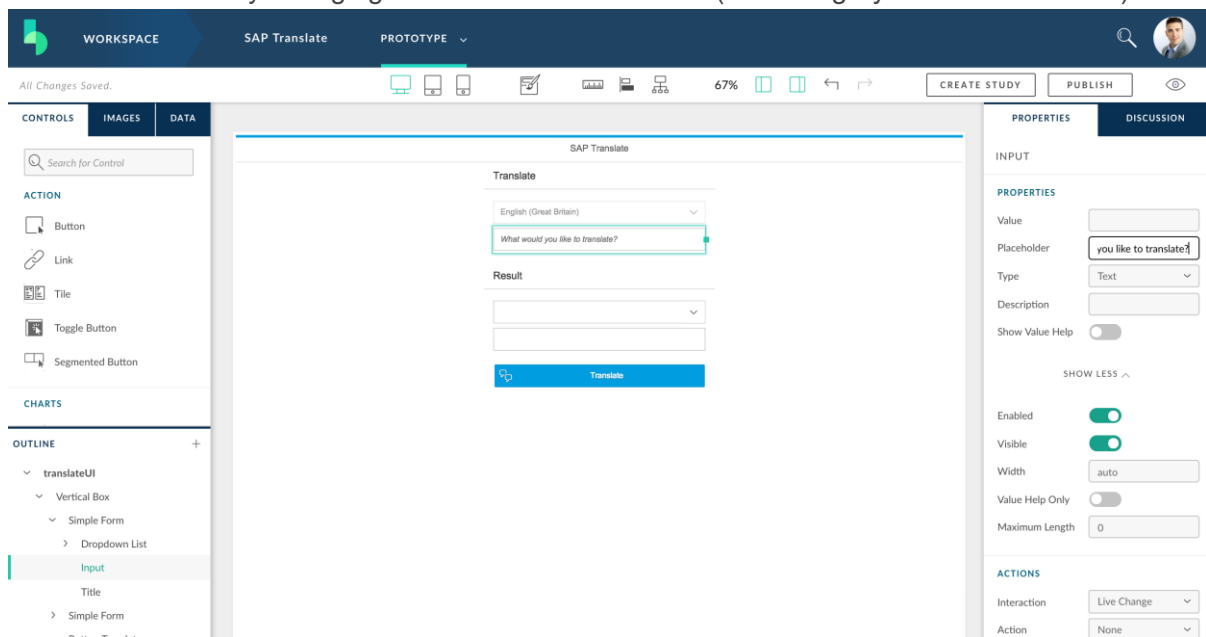 WORKSPACE SAP Translate PROTOTYPE
All Changes Saved. 67% CREATE STUDY PUBLISH
CONTROLS IMAGES DATA
Search for Control
ACTION
Button
Link
Tile
Toggle Button
Segmented Button
CHARTS
OUTLINE
translateUI
Vertical Box
Simple Form
Dropdown List
Input
Title
Simple Form
SAP Translate
Translate
English (Great Britain)
What would you like to translate?
Result
Translate
PROPERTIES DISCUSSION
INPUT
PROPERTIES
Value
Placeholder you like to translate?
Type Text
Description
Show Value Help
SHOW LESS
Enabled
Visible
Width auto
Value Help Only
Maximum Length 0
ACTIONS
Interaction Live Change
Action None